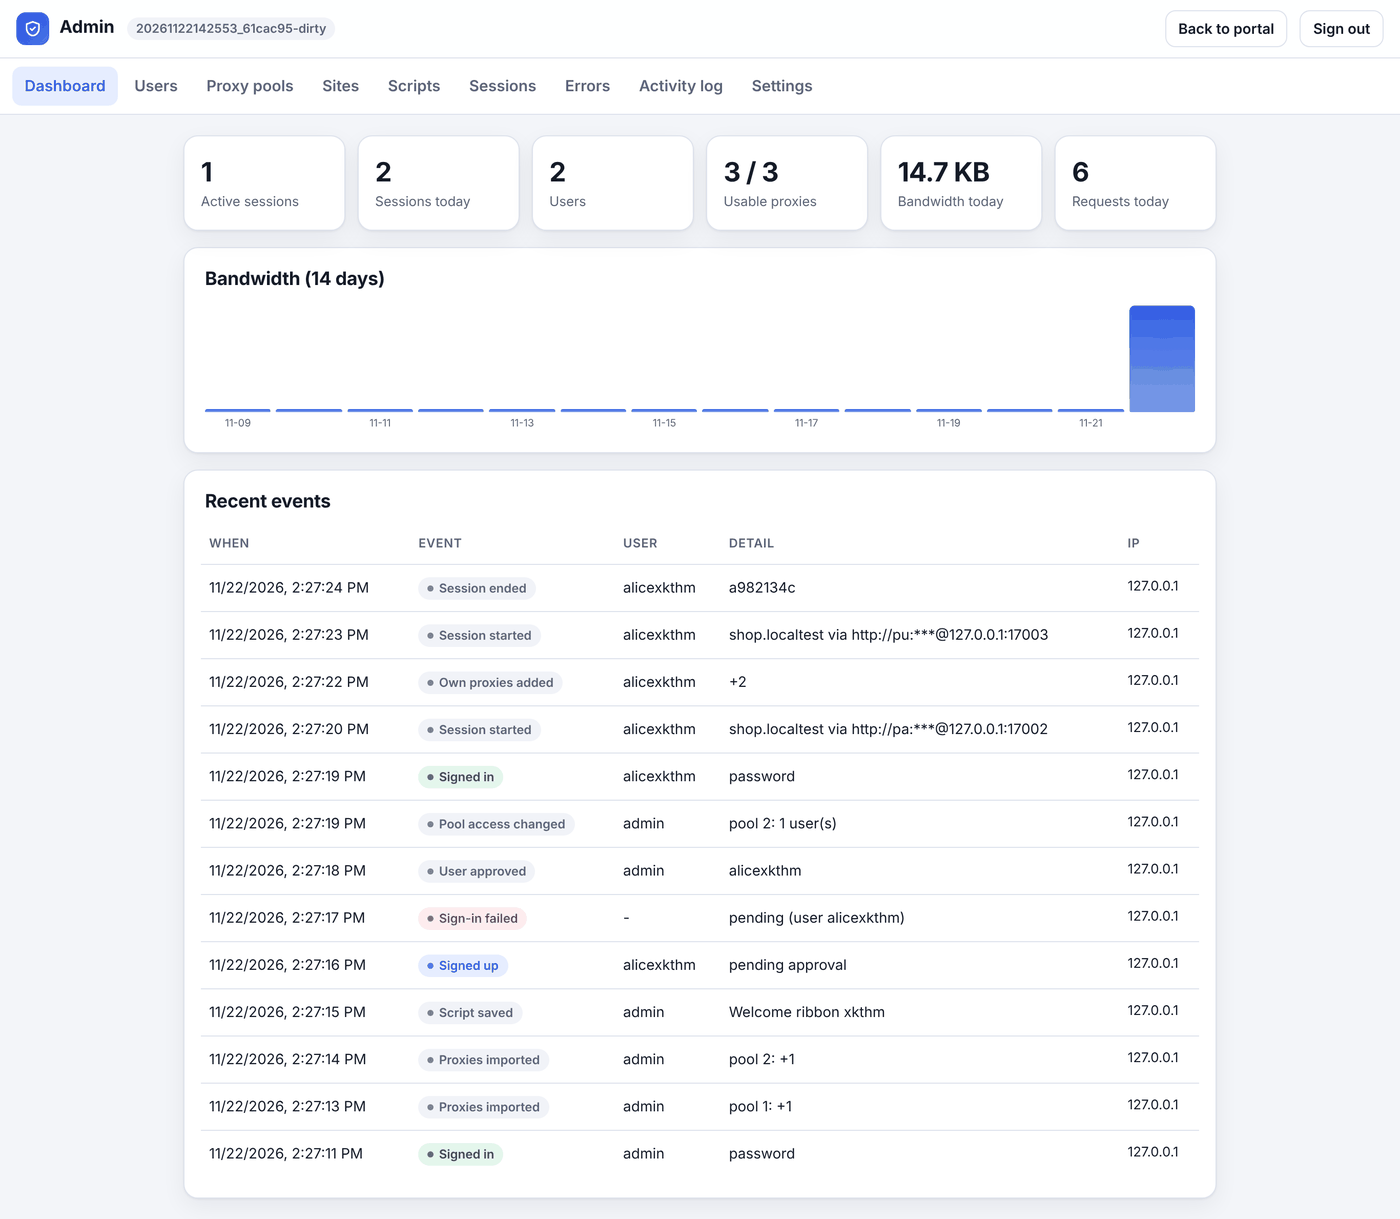 Admin 20261122142553_61cac95-dirty Back to portal Sign out
Dashboard Users Proxy pools Sites Scripts Sessions Errors Activity log Settings
1 2 2 3 / 3 14.7 KB 6
Active sessions Sessions today Users Usable proxies Bandwidth today Requests today
Bandwidth (14 days)
11-09 11-11 11-13 11-15 11-17 11-19 11-21
Recent events
WHEN EVENT USER DETAIL IP
11/22/2026, 2:27:24 PM Session ended alicexkthm a982134c 127.0.0.1
11/22/2026, 2:27:23 PM Session started alicexkthm shop.localtest via http://pu:***@127.0.0.1:17003 127.0.0.1
11/22/2026, 2:27:22 PM Own proxies added alicexkthm +2 127.0.0.1
11/22/2026, 2:27:20 PM Session started alicexkthm shop.localtest via http://pa:***@127.0.0.1:17002 127.0.0.1
11/22/2026, 2:27:19 PM Signed in alicexkthm password 127.0.0.1
11/22/2026, 2:27:19 PM Pool access changed admin pool 2: 1 user(s) 127.0.0.1
11/22/2026, 2:27:18 PM User approved admin alicexkthm 127.0.0.1
11/22/2026, 2:27:17 PM Sign-in failed - pending (user alicexkthm) 127.0.0.1
11/22/2026, 2:27:16 PM Signed up alicexkthm pending approval 127.0.0.1
11/22/2026, 2:27:15 PM Script saved admin Welcome ribbon xkthm 127.0.0.1
11/22/2026, 2:27:14 PM Proxies imported admin pool 2: +1 127.0.0.1
11/22/2026, 2:27:13 PM Proxies imported admin pool 1: +1 127.0.0.1
11/22/2026, 2:27:11 PM Signed in admin password 127.0.0.1